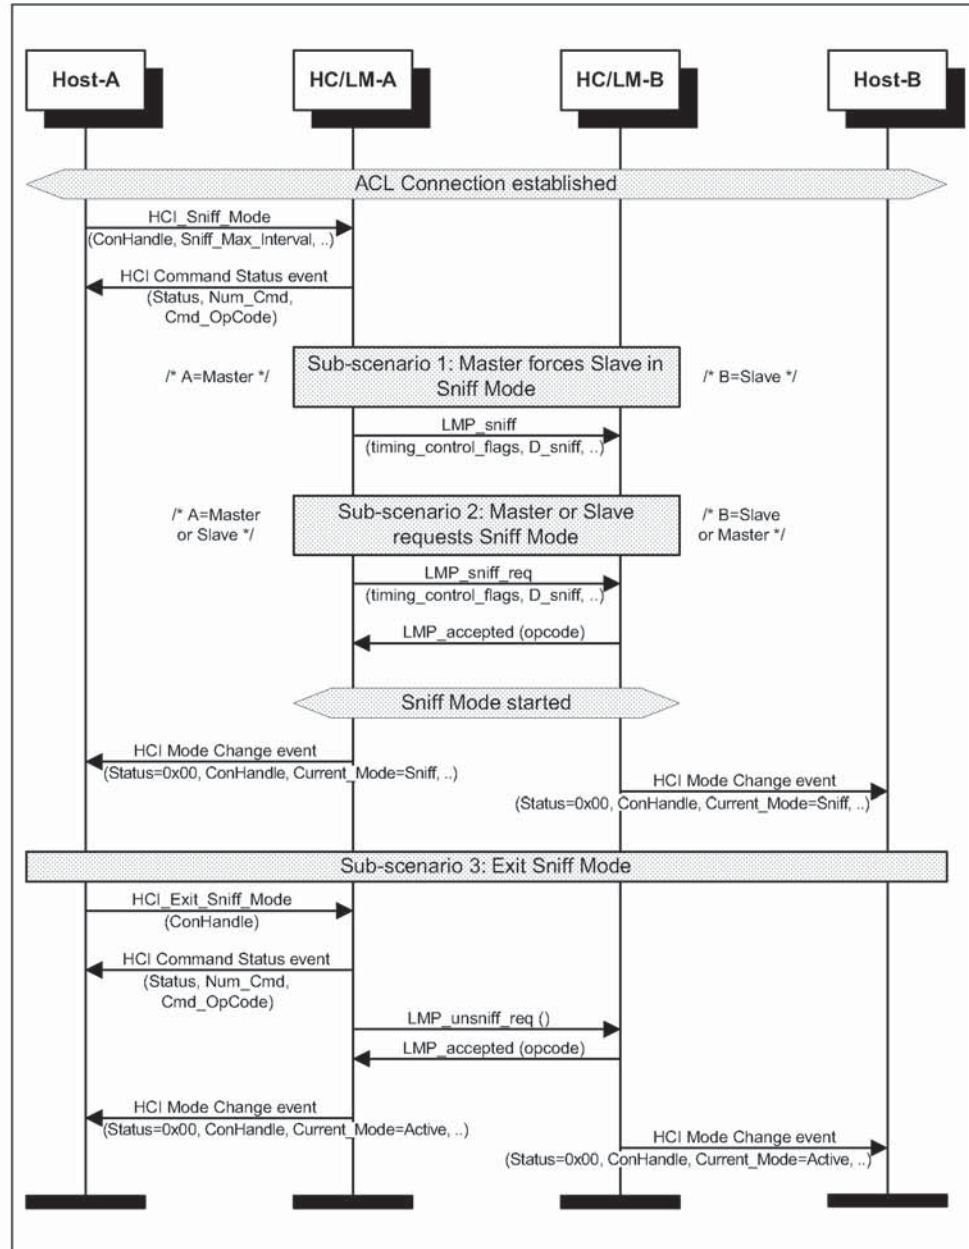 Host-A
HC/LM-A
HC/LM-B
Host-B
ACL Connection established
HCI_Sniff_Mode
(ConHandle, Sniff_Max_Interval, ..)
HCI Command Status event
(Status, Num_Cmd,
Cmd_OpCode)
/* A=Master */
Sub-scenario 1: Master forces Slave in
Sniff Mode
/* B=Slave */
LMP_sniff
(timing_control_flags, D_sniff, ..)
/* A=Master
or Slave */
Sub-scenario 2: Master or Slave
requests Sniff Mode
/* B=Slave
or Master */
LMP_sniff_req
(timing_control_flags, D_sniff, ..)
LMP_accepted (opcode)
Sniff Mode started
HCI Mode Change event
(Status=0x00, ConHandle, Current_Mode=Sniff, ..)
HCI Mode Change event
(Status=0x00, ConHandle, Current_Mode=Sniff, ..)
Sub-scenario 3: Exit Sniff Mode
HCI_Exit_Sniff_Mode
(ConHandle)
HCI Command Status event
(Status, Num_Cmd,
Cmd_OpCode)
LMP_unsniff_req ()
LMP_accepted (opcode)
HCI Mode Change event
(Status=0x00, ConHandle, Current_Mode=Active, ..)
HCI Mode Change event
(Status=0x00, ConHandle, Current_Mode=Active, ..)